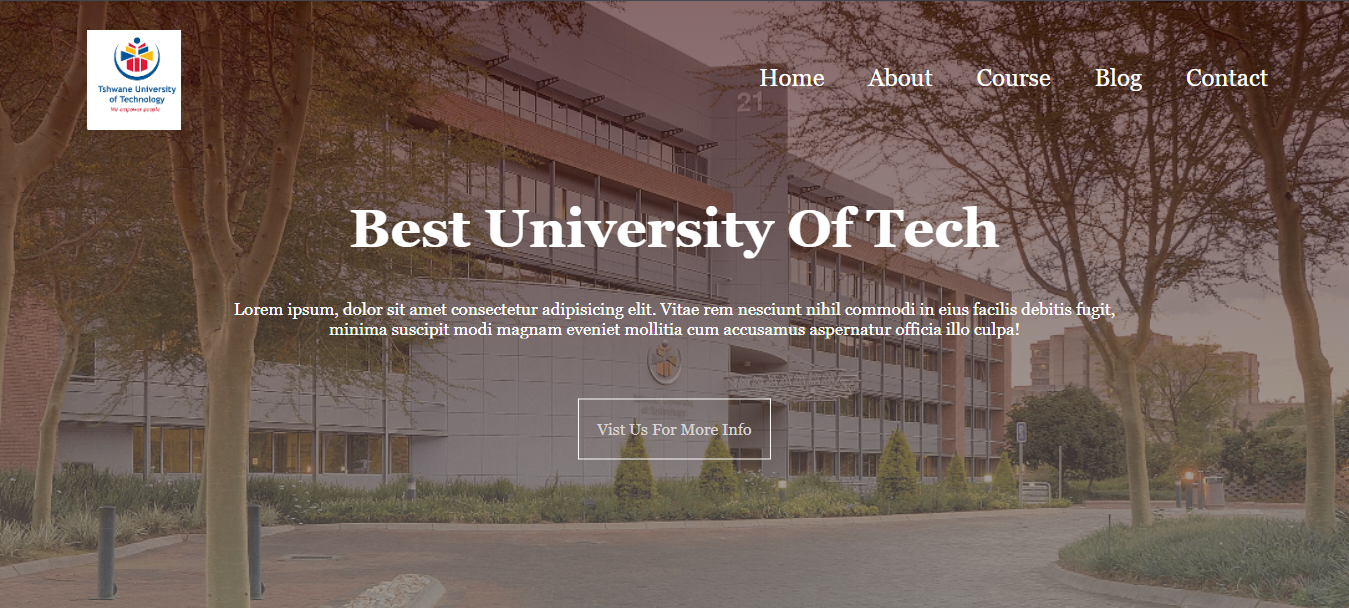 Tshwane University
of Technology
We empower people
Home About Course Blog Contact
21
Best University Of Tech
Lorem ipsum, dolor sit amet consectetur adipisicing elit. Vitae rem nesciunt nihil commodi in eius facilis debitis fugit,
minima suscipit modi magnam eveniet mollitia cum accusamus aspernatur officia illo culpa!
Vist Us For More Info